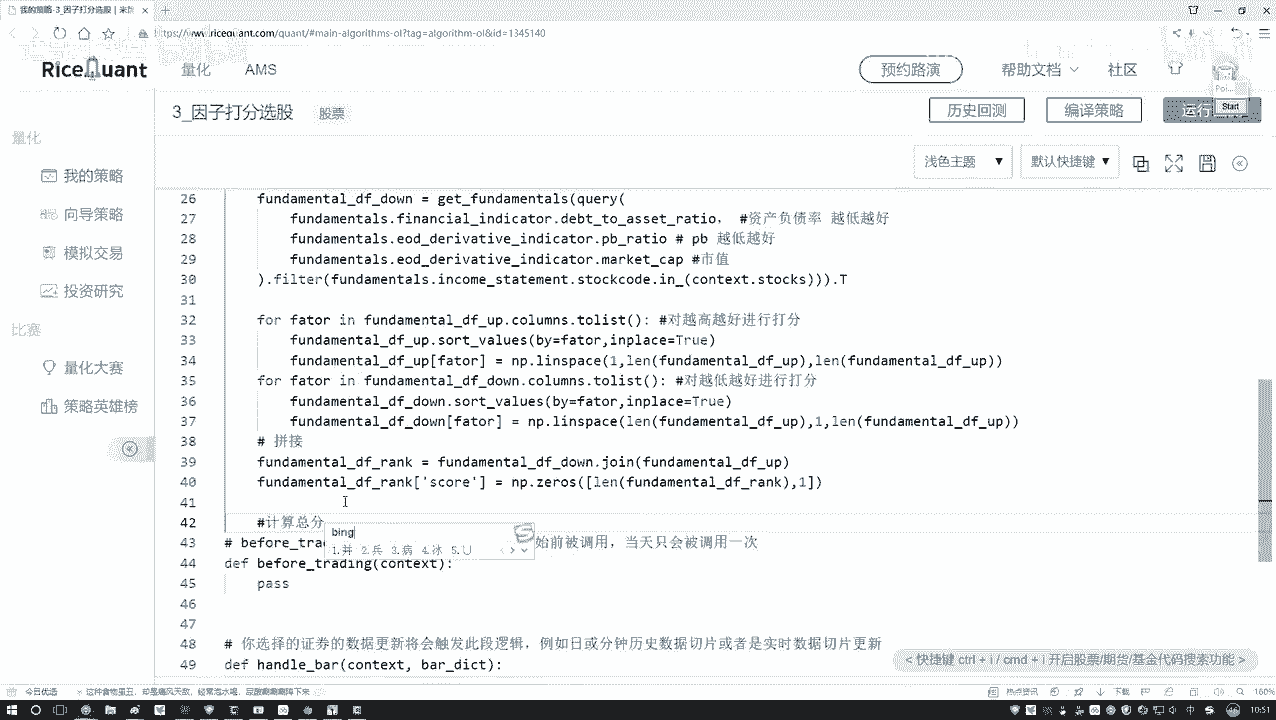 我的策略-3_因子打分选股
https://www.ricequant.com/quant/#main-algorithms-ol?tag=algorithm-ol&id=1345140
RiceQuant
量化
AMS
预约路演
帮助文档
社区
Start
3_因子打分选股
股票
历史回测
编译策略
运行
浅色主题
默认快捷键
量化
我的策略
向导策略
模拟交易
投资研究
比赛
量化大赛
策略英雄榜
26 fundamental_df_down = get_fundamentals(query(
27 fundamentals.financial_indicator.debt_to_asset_ratio， #资产负债率 越低越好
28 fundamentals.eod_derivative_indicator.pb_ratio # pb 越低越好
29 fundamentals.eod_derivative_indicator.market_cap #市值
30 ).filter(fundamentals.income_statement.stockcode.in_(context.stocks))).T
31
32 for fator in fundamental_df_up.columns.tolist(): #对越高越好进行打分
33 fundamental_df_up.sort_values(by=fator,inplace=True)
34 fundamental_df_up[fator] = np.linspace(1,len(fundamental_df_up),len(fundamental_df_up))
35 for fator in fundamental_df_down.columns.tolist(): #对越低越好进行打分
36 fundamental_df_down.sort_values(by=fator,inplace=True)
37 fundamental_df_down[fator] = np.linspace(len(fundamental_df_up),1,len(fundamental_df_up))
38 # 拼接
39 fundamental_df_rank = fundamental_df_down.join(fundamental_df_up)
40 fundamental_df_rank['score'] = np.zeros([len(fundamental_df_rank),1])
41
42 #计算总分
bing
1.并 2.兵 3.病 4.冰
43 # before_tra 始前被调用，当天只会被调用一次
44 def before_trading(context):
45 pass
46
47
48 # 你选择的证券的数据更新将会触发此段逻辑，例如日或分钟历史数据切片或者是实时数据切片更新
49 def handle_bar(context, bar_dict):
< 快捷键 ctrl + i / cmd + i 开启股票/期货/基金代码搜索功能 >
今日优选
热点资讯
下载
160%
中
10:51